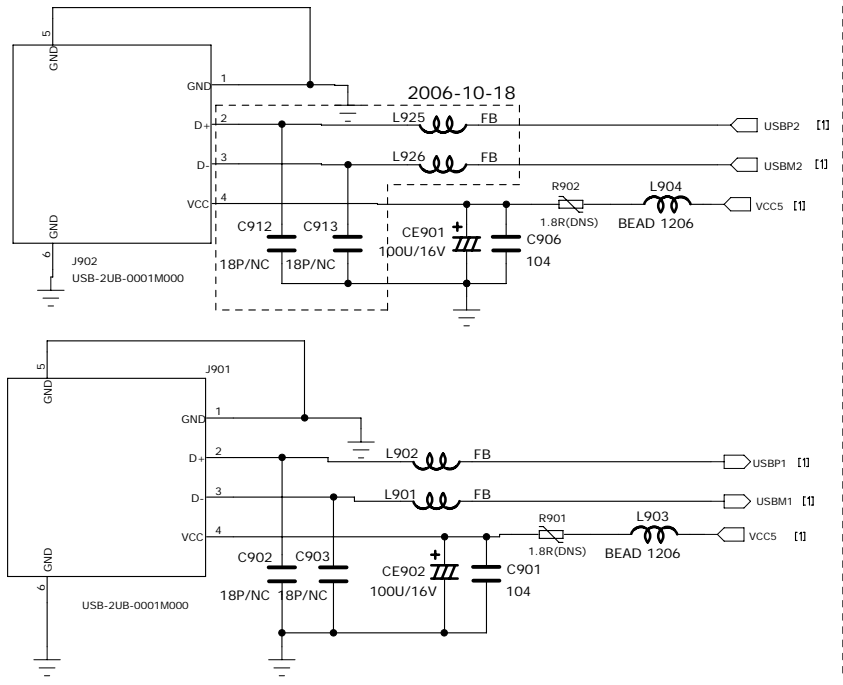 5
GND
GND 1
2006-10-18
D+ 2 L925 FB USBP2 [1]
D- 3 L926 FB USBM2 [1]
VCC 4 R902 L904 VCC5 [1]
1.8R(DNS) BEAD 1206
GND
C912 C913 CE901 + C906
18P/NC 18P/NC 100U/16V 104
6
J902
USB-2UB-0001M000
5
J901
GND
GND 1
D+ 2 L902 FB USBP1 [1]
D- 3 L901 FB USBM1 [1]
VCC 4 R901 L903 VCC5 [1]
1.8R(DNS) BEAD 1206
GND
C902 C903 CE902 + C901
18P/NC 18P/NC 100U/16V 104
6
USB-2UB-0001M000